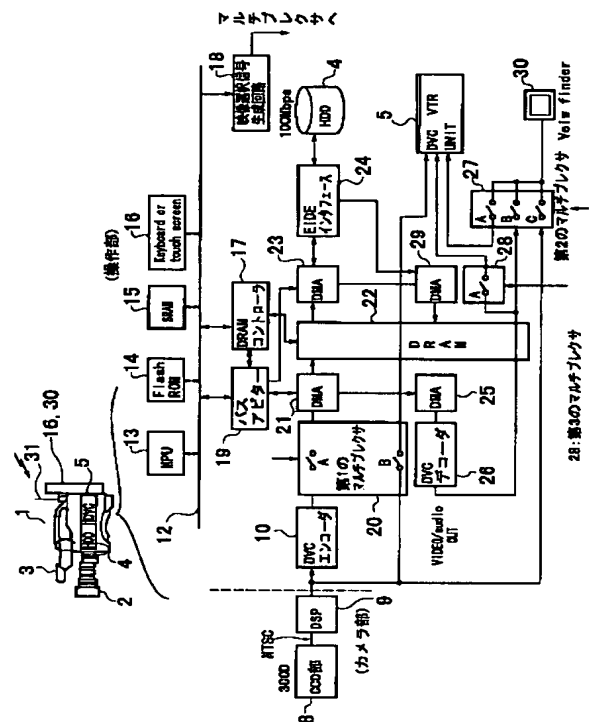 マルチプレクサへ
映像選択信号
生成回路
18
100Mbps
HDD
4
EIDE
インタフェース
24
5
DVC VTR
UNIT
30
Veiw finder
27
A
B
C
第2のマルチプレクサ
(操作部)
16
Keyboard or
touch screen
15
SRAM
14
Flash
ROM
13
MPU
12
17
DRAM
コントローラ
19
バス
アビター
23
DMA
29
DMA
28
A
28:第3のマルチプレクサ
22
DRAM
21
DMA
25
DMA
26
DVC
デコーダ
VIDEO/audio
OUT
第1の
マルチプレクサ
A
B
20
10
DVC
エンコーダ
9
DSP
NTSC
3CCD
CCD部
8
(カメラ部)
1
31
16, 30
5
3
2
4
HDD
DVC